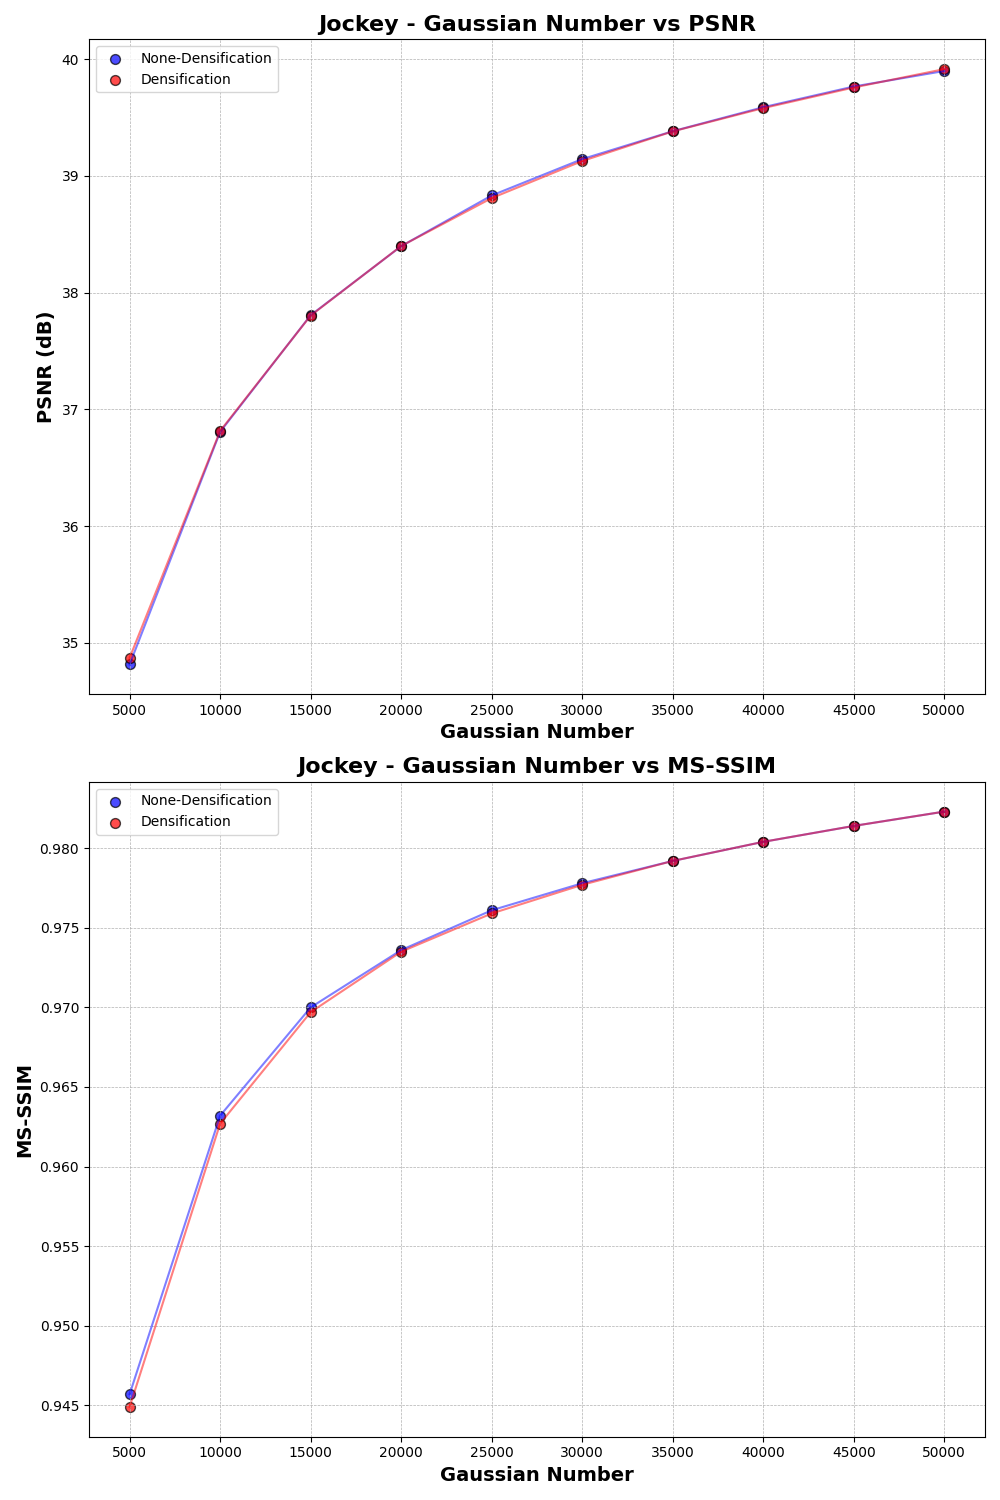 Jockey - Gaussian Number vs PSNR
None-Densification
Densification
40
39
38
37
36
35
PSNR (dB)
5000 10000 15000 20000 25000 30000 35000 40000 45000 50000
Gaussian Number
Jockey - Gaussian Number vs MS-SSIM
None-Densification
Densification
0.980
0.975
0.970
0.965
0.960
0.955
0.950
0.945
MS-SSIM
5000 10000 15000 20000 25000 30000 35000 40000 45000 50000
Gaussian Number